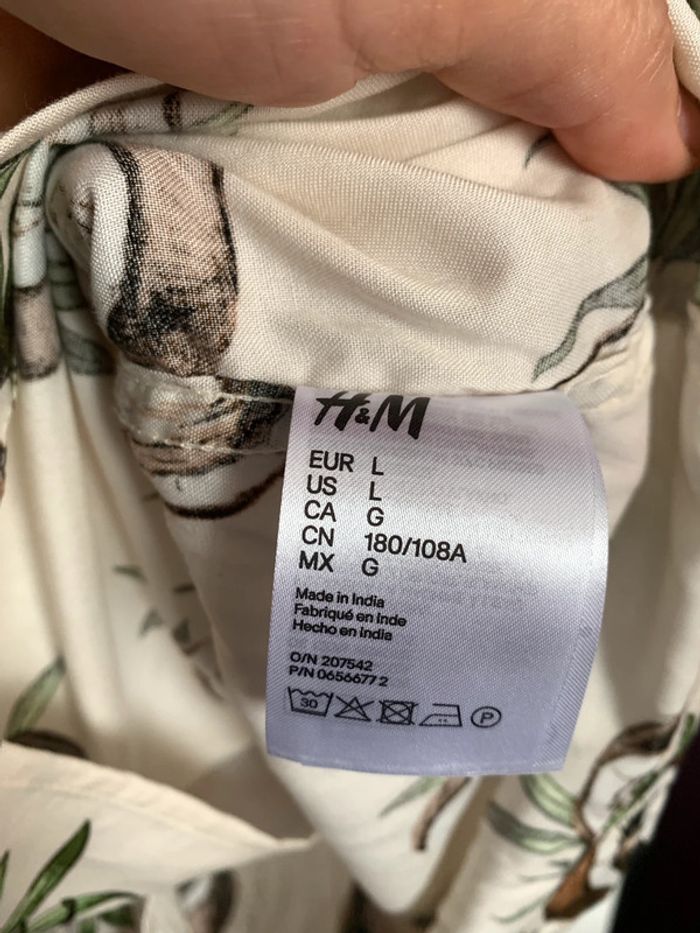 H&M
EUR L
US L
CA G
CN 180/108A
MX G
Made in India
Fabriqué en Inde
Hecho en India
O/N 207542
P/N 0656677 2
30 P